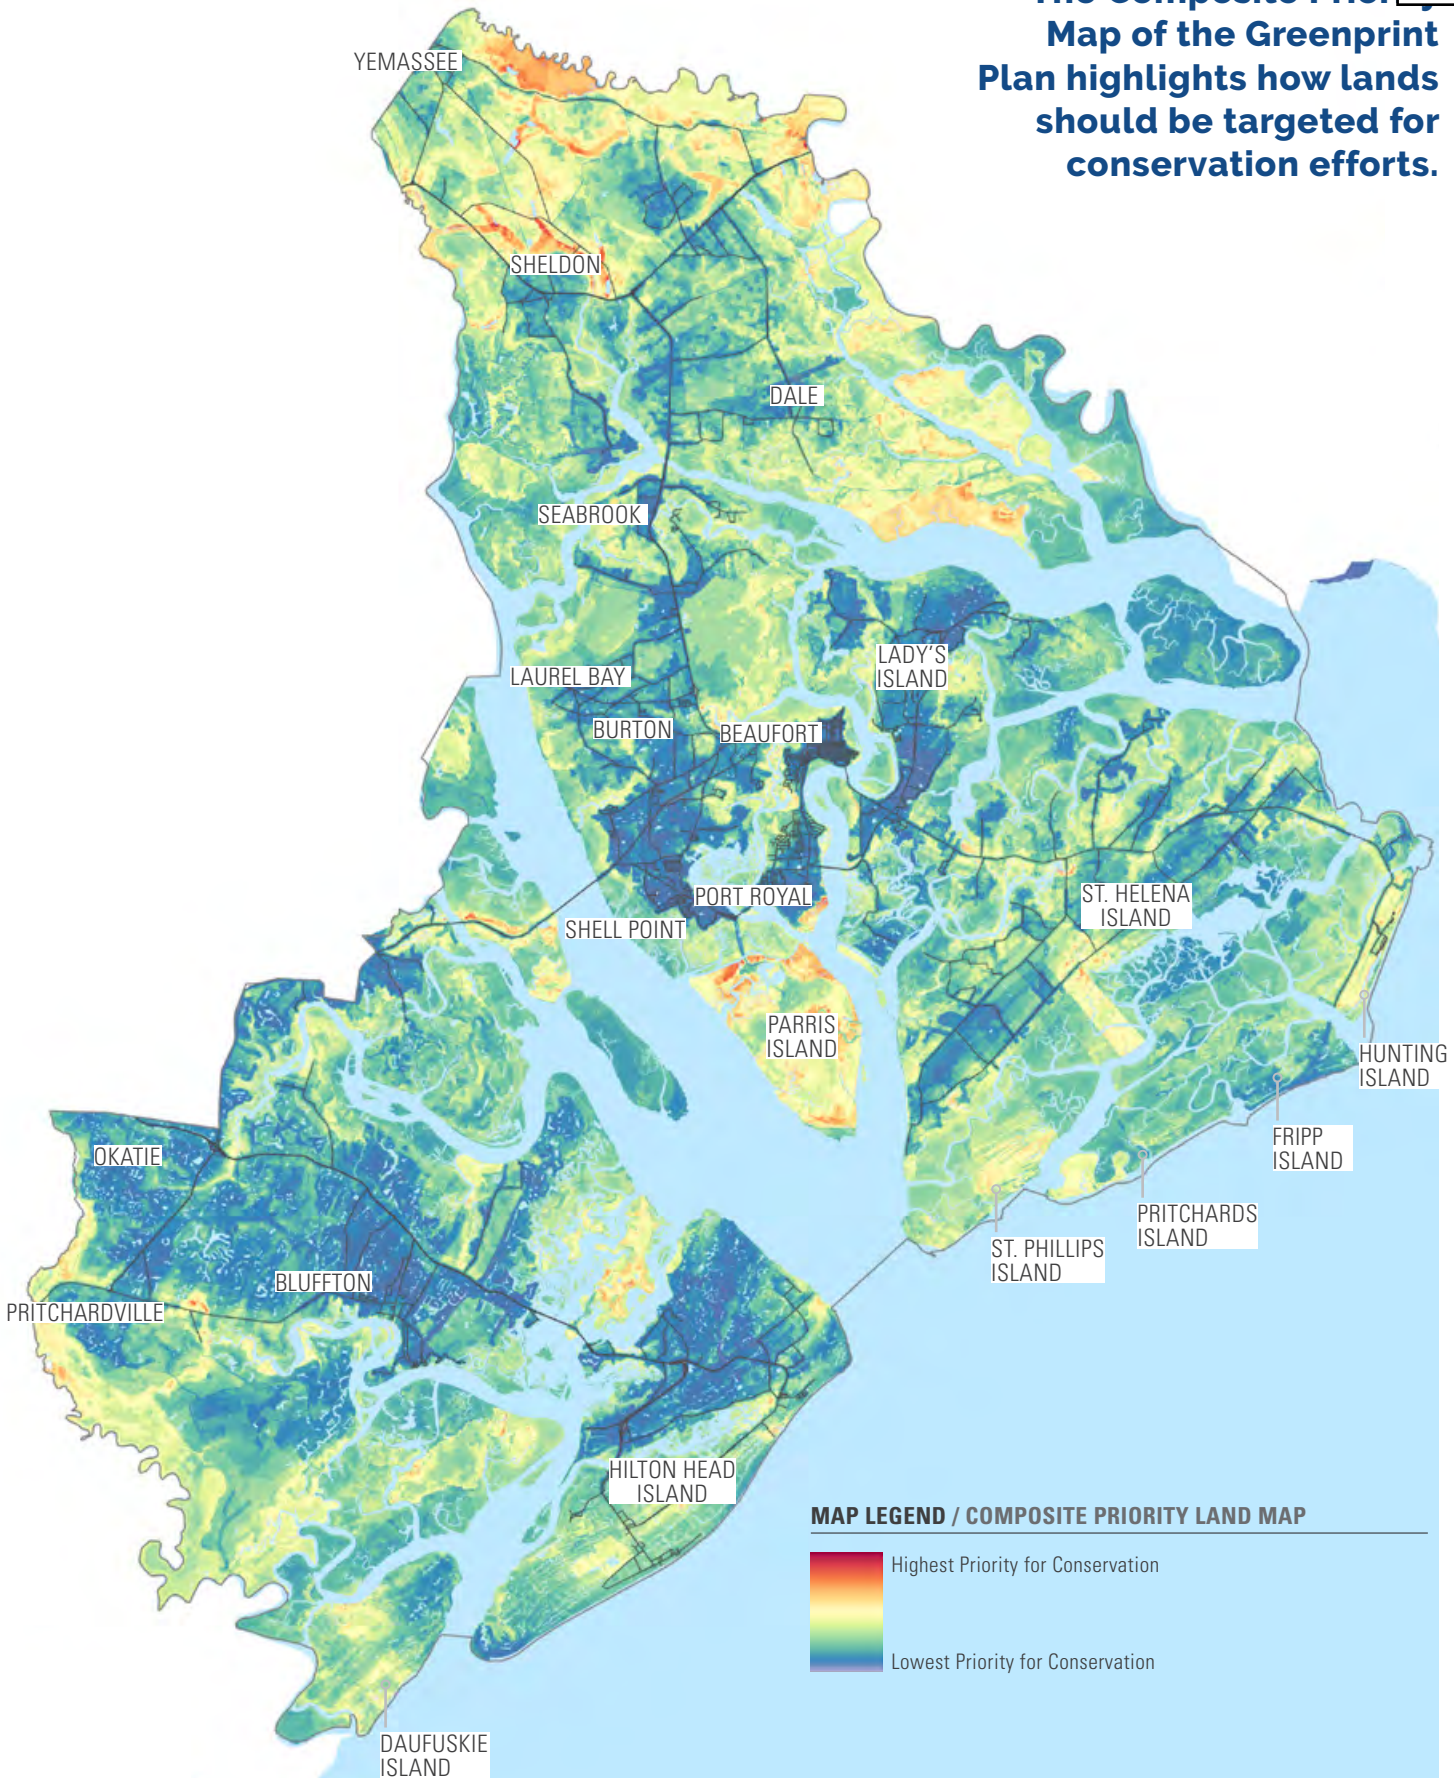 The Composite
Map of the Greenprint
Plan highlights how lands
should be targeted for
conservation efforts.
YEMASSEE
SHELDON
DALE
SEABROOK
LADY'S
ISLAND
LAUREL BAY
BURTON
BEAUFORT
PORT ROYAL
ST. HELENA
ISLAND
SHELL POINT
PARRIS
ISLAND
HUNTING
ISLAND
FRIPP
ISLAND
OKATIE
PRITCHARDS
ISLAND
ST. PHILLIPS
ISLAND
BLUFFTON
PRITCHARDVILLE
HILTON HEAD
ISLAND
MAP LEGEND / COMPOSITE PRIORITY LAND MAP
Highest Priority for Conservation
Lowest Priority for Conservation
DAUFUSKIE
ISLAND